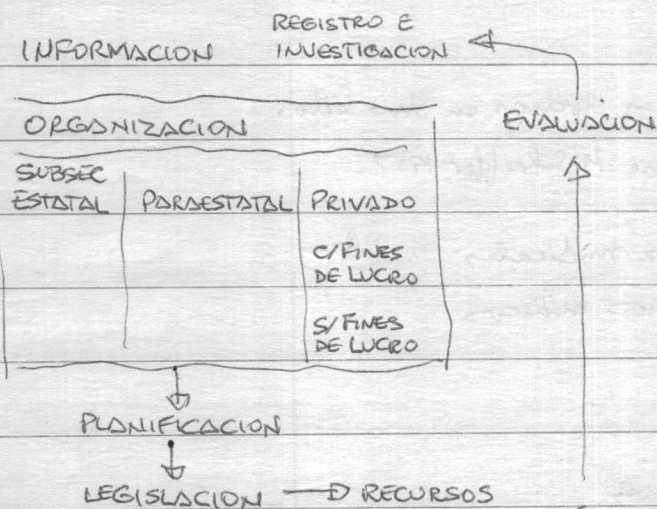 REGISTRO E
INFORMACION INVESTIGACION
ORGANIZACION EVALUACION
SUBSEC
ESTATAL PARAESTATAL PRIVADO
C/FINES
DE LUCRO
S/FINES
DE LUCRO
PLANIFICACION
LEGISLACION RECURSOS